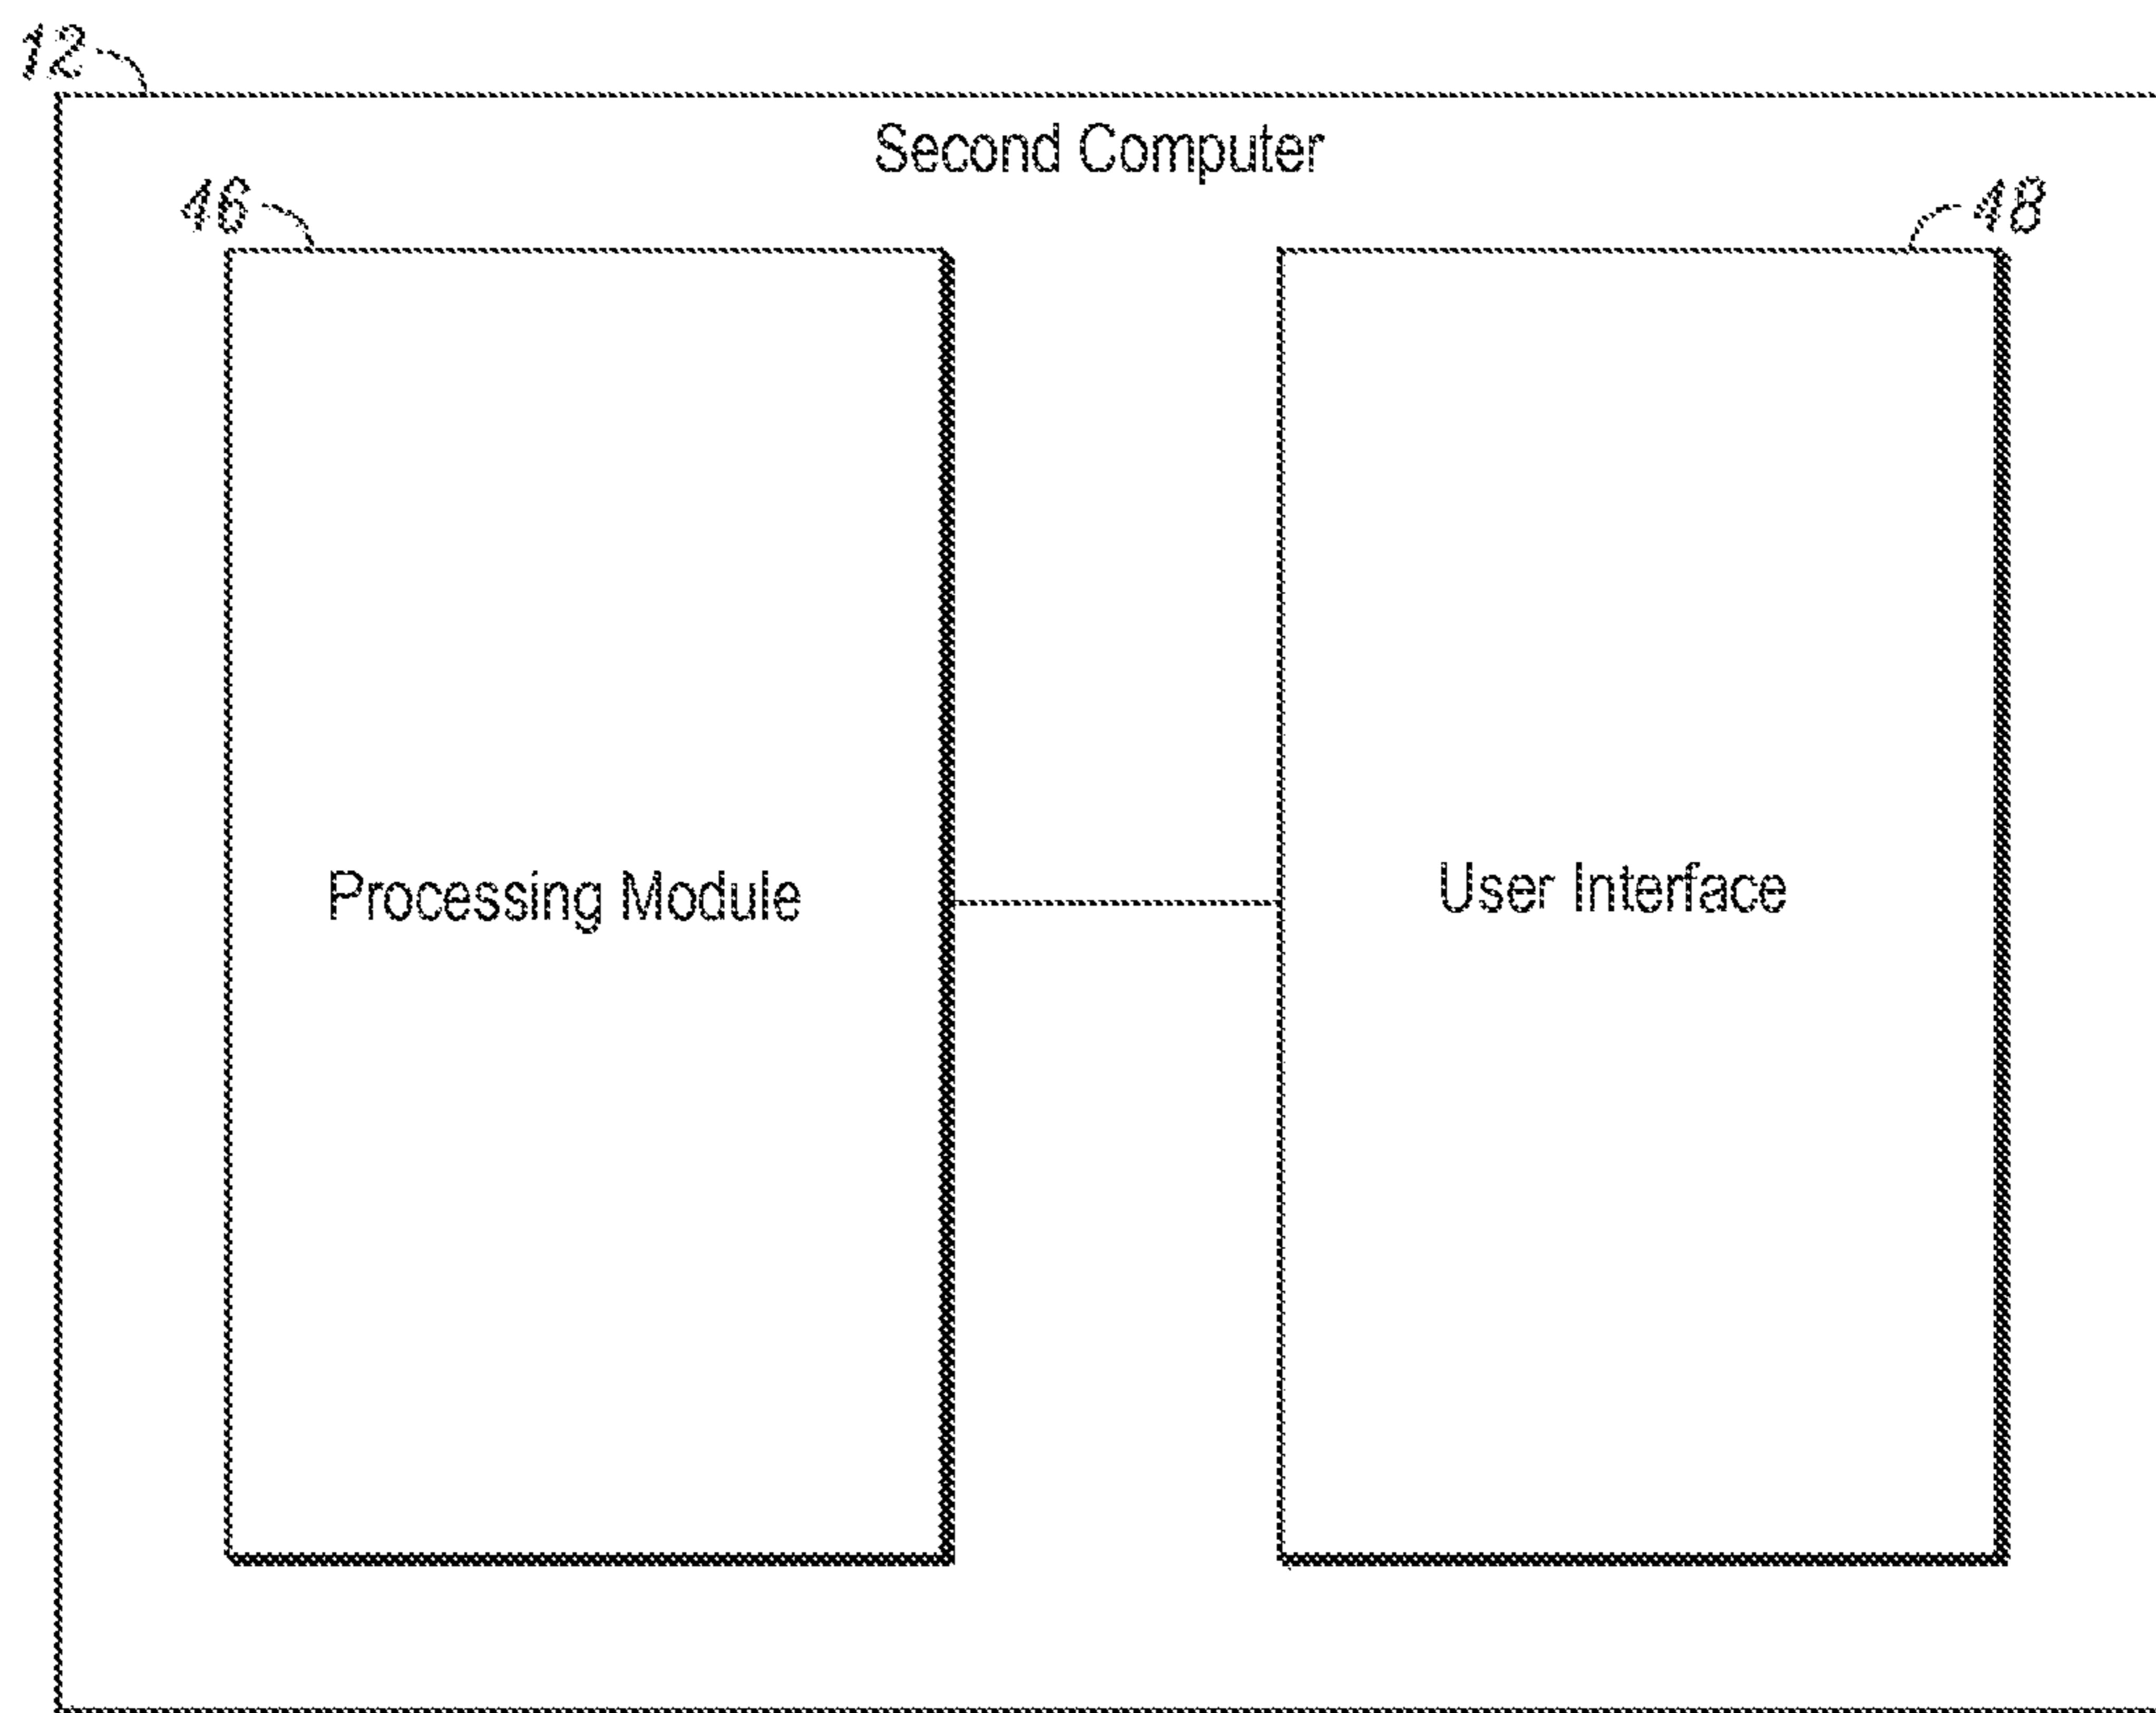 12
Second Computer
46
48
Processing Module
User Interface